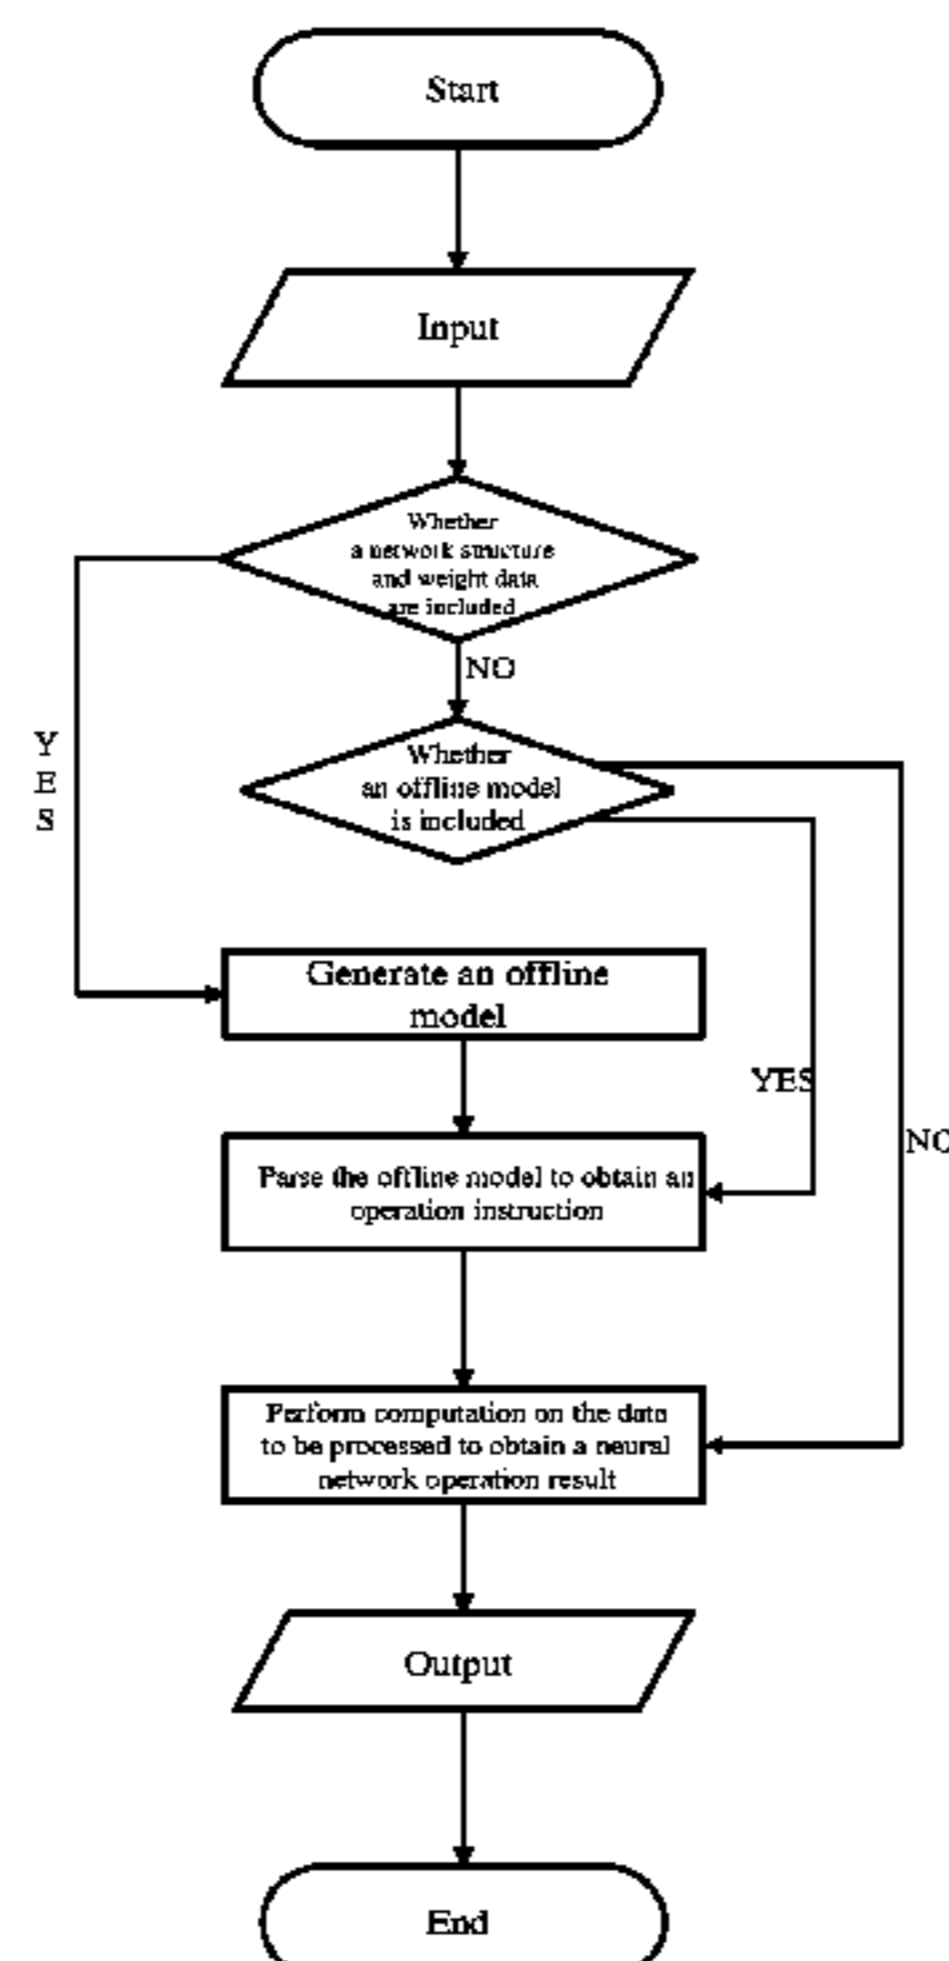 Start
Input
Whether
a network structure
and weight data
are included
NO
Whether
an offline model
is included
Y
E
S
Generate an offline
model
YES
NO
Parse the offline model to obtain an
operation instruction
Perform computation on the data
to be processed to obtain a neural
network operation result
Output
End